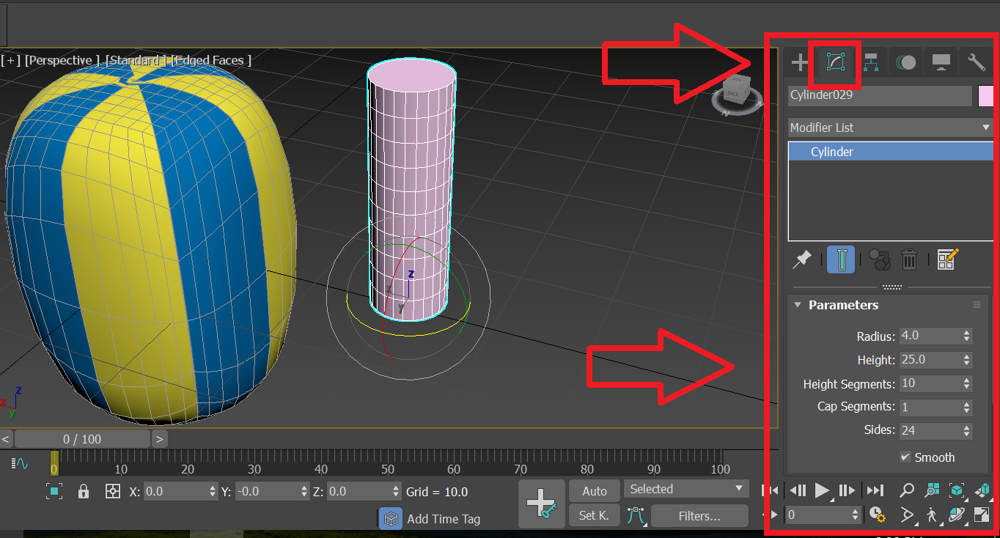 [ + ] [Perspective ] [Standard ] [Edged Faces ]
Cylinder029
Modifier List
Cylinder
Parameters
Radius: 4.0
Height: 25.0
Height Segments: 10
Cap Segments: 1
Sides: 24
Smooth
z
x
y
z
x
y
N
BACK
< 0 / 100 >
0 10 20 30 40 50 60 70 80 90 100
X: 0.0 Y: -0.0 Z: 0.0 Grid = 10.0
Auto Selected
Set K. Filters...
Add Time Tag
0